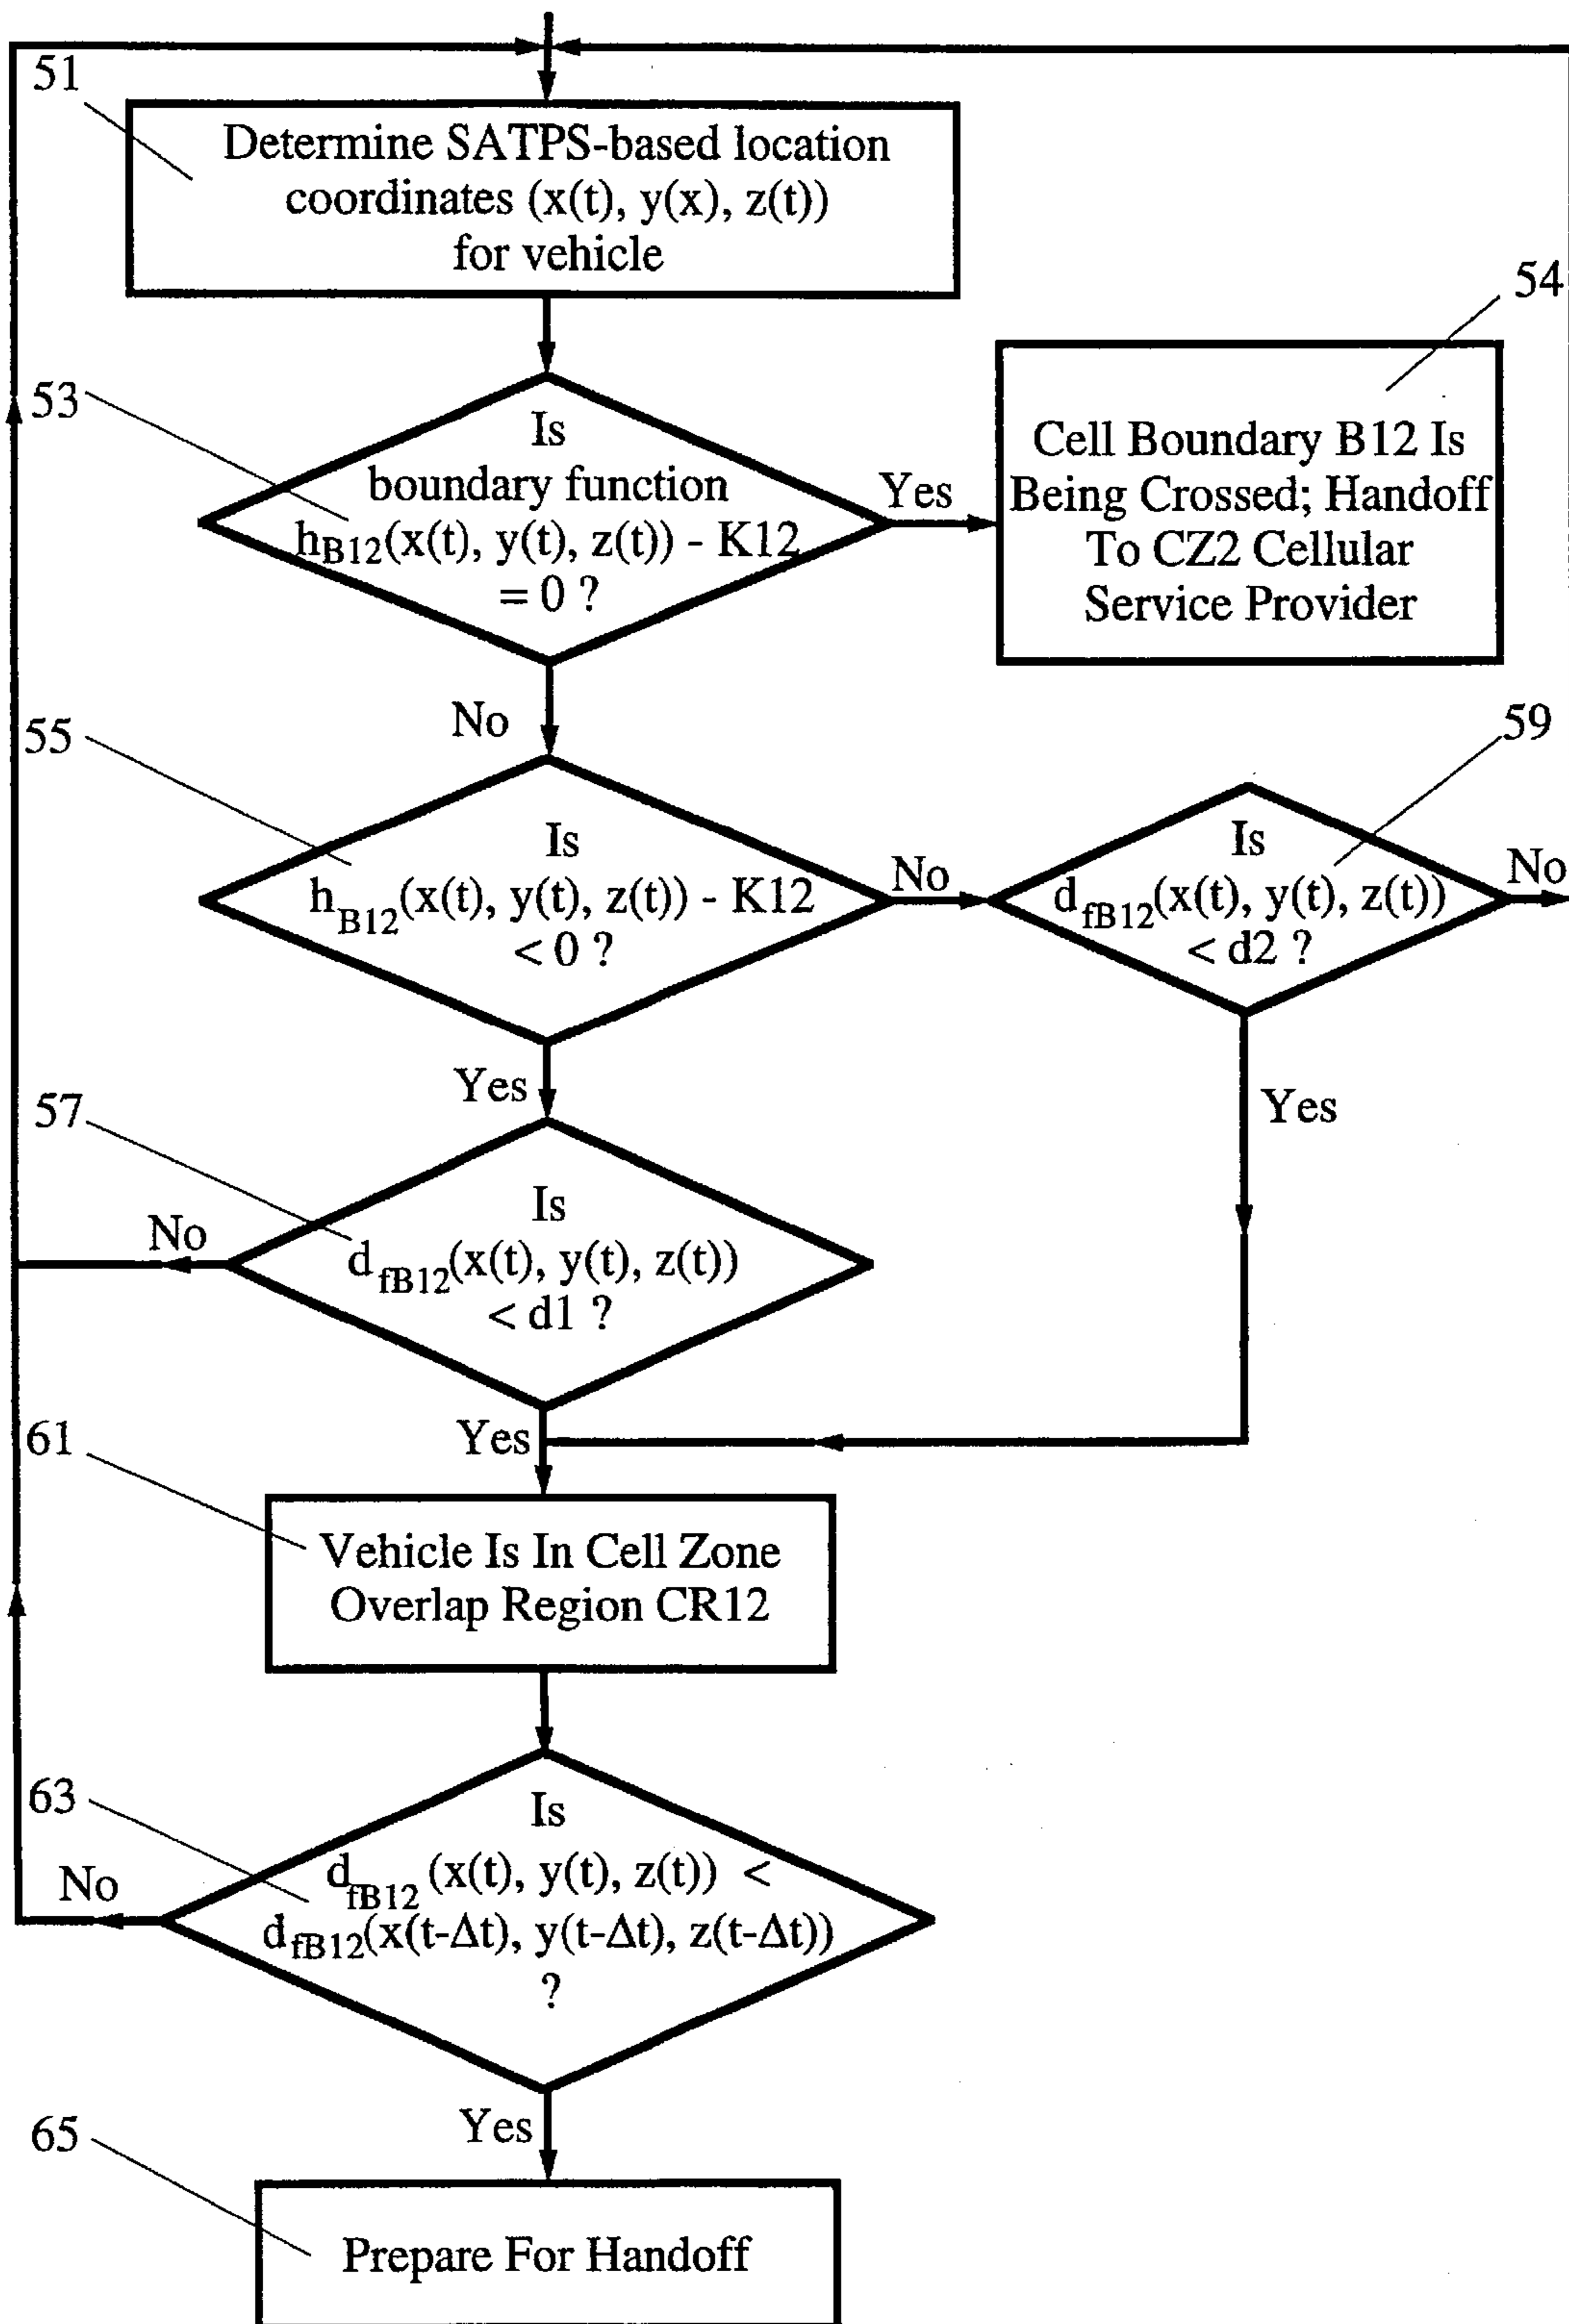 51
Determine SATPS-based location
coordinates (x(t), y(x), z(t))
for vehicle
54
53
Is
boundary function
hB12(x(t), y(t), z(t)) - K12
= 0 ?
Yes
Cell Boundary B12 Is
Being Crossed; Handoff
To CZ2 Cellular
Service Provider
No
55
59
Is
hB12(x(t), y(t), z(t)) - K12
< 0 ?
No
Is
dfB12(x(t), y(t), z(t))
< d2 ?
No
Yes
Yes
57
Is
dfB12(x(t), y(t), z(t))
< d1 ?
No
Yes
61
Vehicle Is In Cell Zone
Overlap Region CR12
63
Is
dfB12 (x(t), y(t), z(t)) <
dfB12(x(t-Δt), y(t-Δt), z(t-Δt))
?
No
Yes
65
Prepare For Handoff